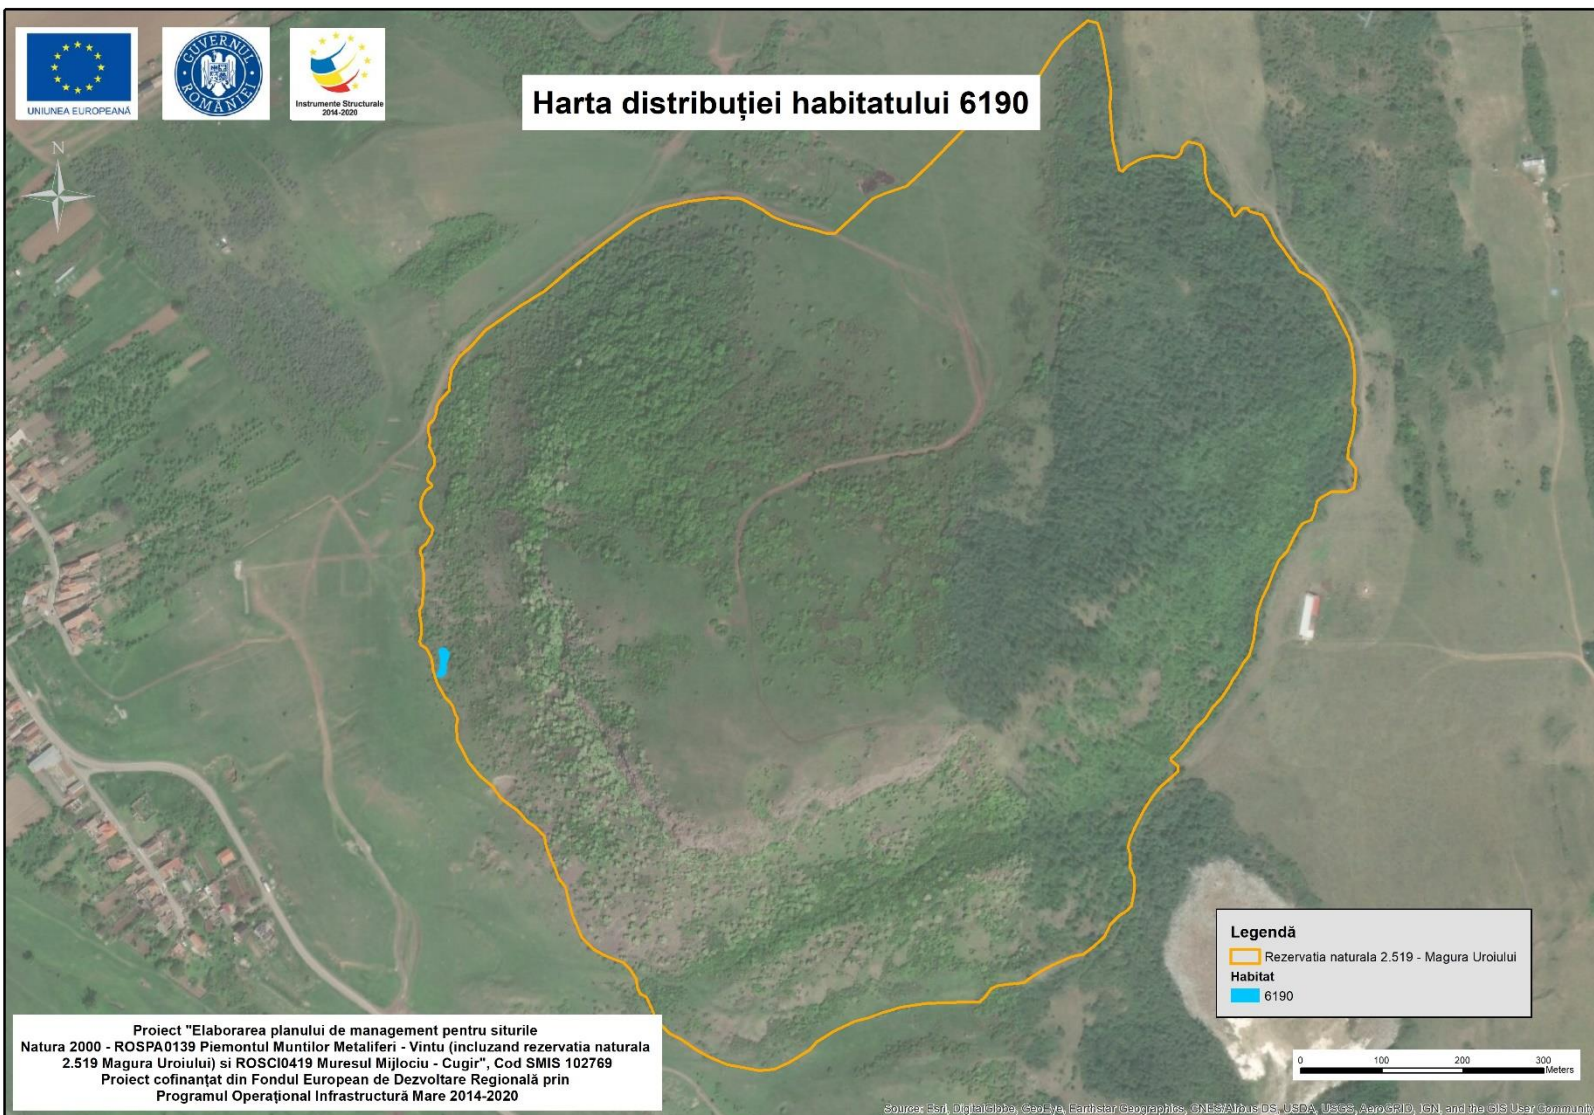 UNIUNEA EUROPEANĂ
GUVERNUL ROMÂNIEI
Instrumente Structurale
2014-2020
Harta distribuției habitatului 6190
N
Legendă
Rezervatia naturala 2.519 - Magura Uroiului
Habitat
6190
0 100 200 300
Meters
Proiect "Elaborarea planului de management pentru siturile
Natura 2000 - ROSPA0139 Piemontul Muntilor Metaliferi - Vintu (incluzand rezervatia naturala
2.519 Magura Uroiului) si ROSCI0419 Muresul Mijlociu - Cugir", Cod SMIS 102769
Proiect cofinanțat din Fondul European de Dezvoltare Regională prin
Programul Operațional Infrastructură Mare 2014-2020
Source: Esri, DigitalGlobe, GeoEye, Earthstar Geographics, CNES/Airbus DS, USDA, USGS, AeroGRID, IGN, and the GIS User Community